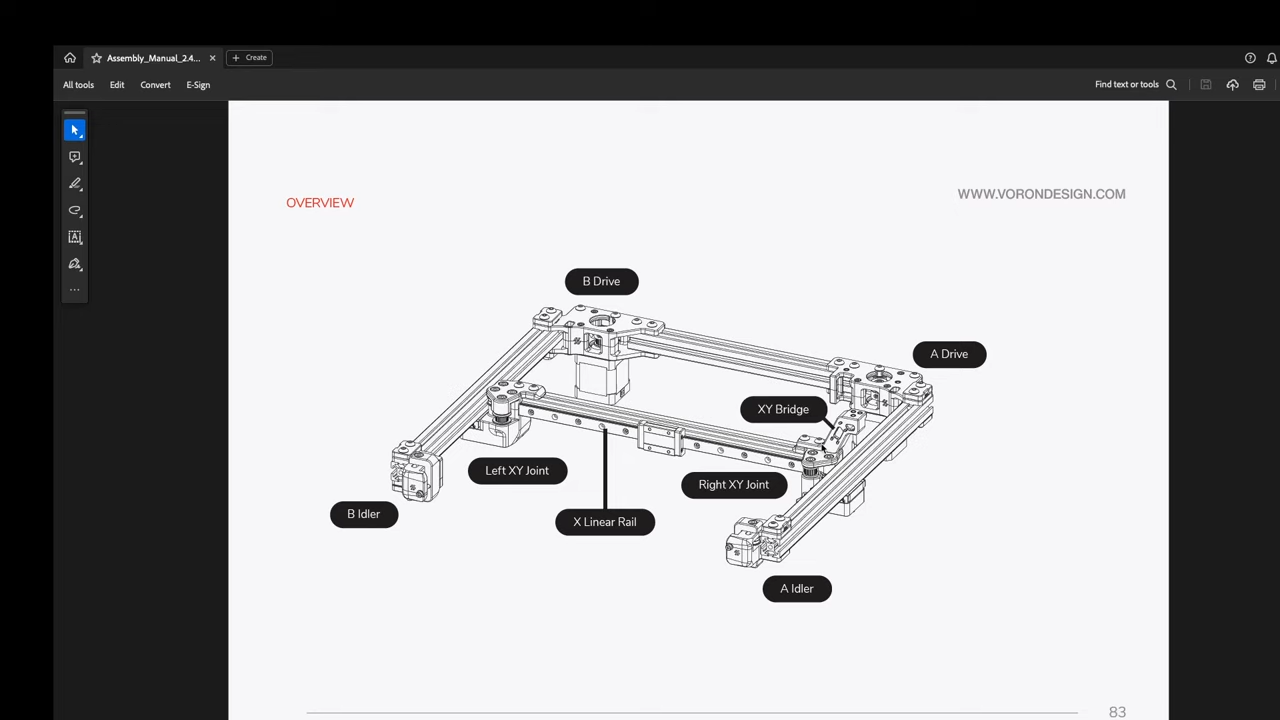 Assembly_Manual_2.4...
Create
All tools
Edit
Convert
E-Sign
Find text or tools
OVERVIEW
WWW.VORONDESIGN.COM
B Drive
A Drive
XY Bridge
Left XY Joint
Right XY Joint
B Idler
X Linear Rail
A Idler
83